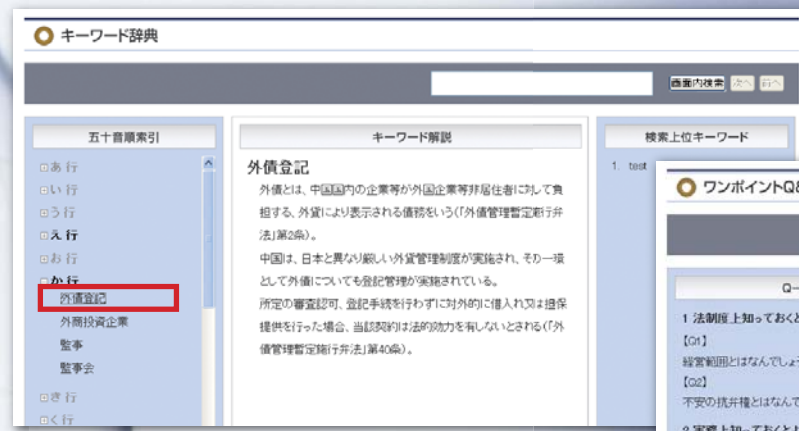 キーワード辞典
画面内検索 次へ 前へ
五十音順索引
あ 行
い 行
う 行
え 行
お 行
か 行
外債登記
外商投資企業
監事
監事会
き 行
く 行
キーワード解説
外債登記
外債とは、中国国内の企業等が外国企業等非居住者に対して負
担する、外貨により表示される債務をいう(「外債管理暫定施行弁
法」第2条)。
中国は、日本と異なり厳しい外貨管理制度が実施され、その一環
として外債についても登記管理が実施されている。
所定の審査認可、登記手続を行わずに対外的に借入れ又は担保
提供を行った場合、当該契約は法的効力を有しないとされる(「外
債管理暫定施行弁法」第40条)。
検索上位キーワード
1. test
ワンポイントQ&
Q
1 法制度上知っておくと
【Q1】
経営範囲とはなんでしょ
【Q2】
不安の抗弁権とはなんで
2 実務上知っておくと